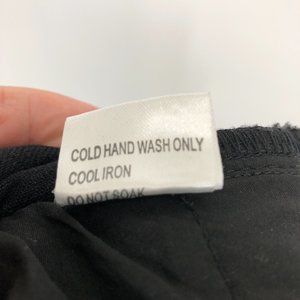 COLD HAND WASH ONLY
COOL IRON
DO NOT SOAK